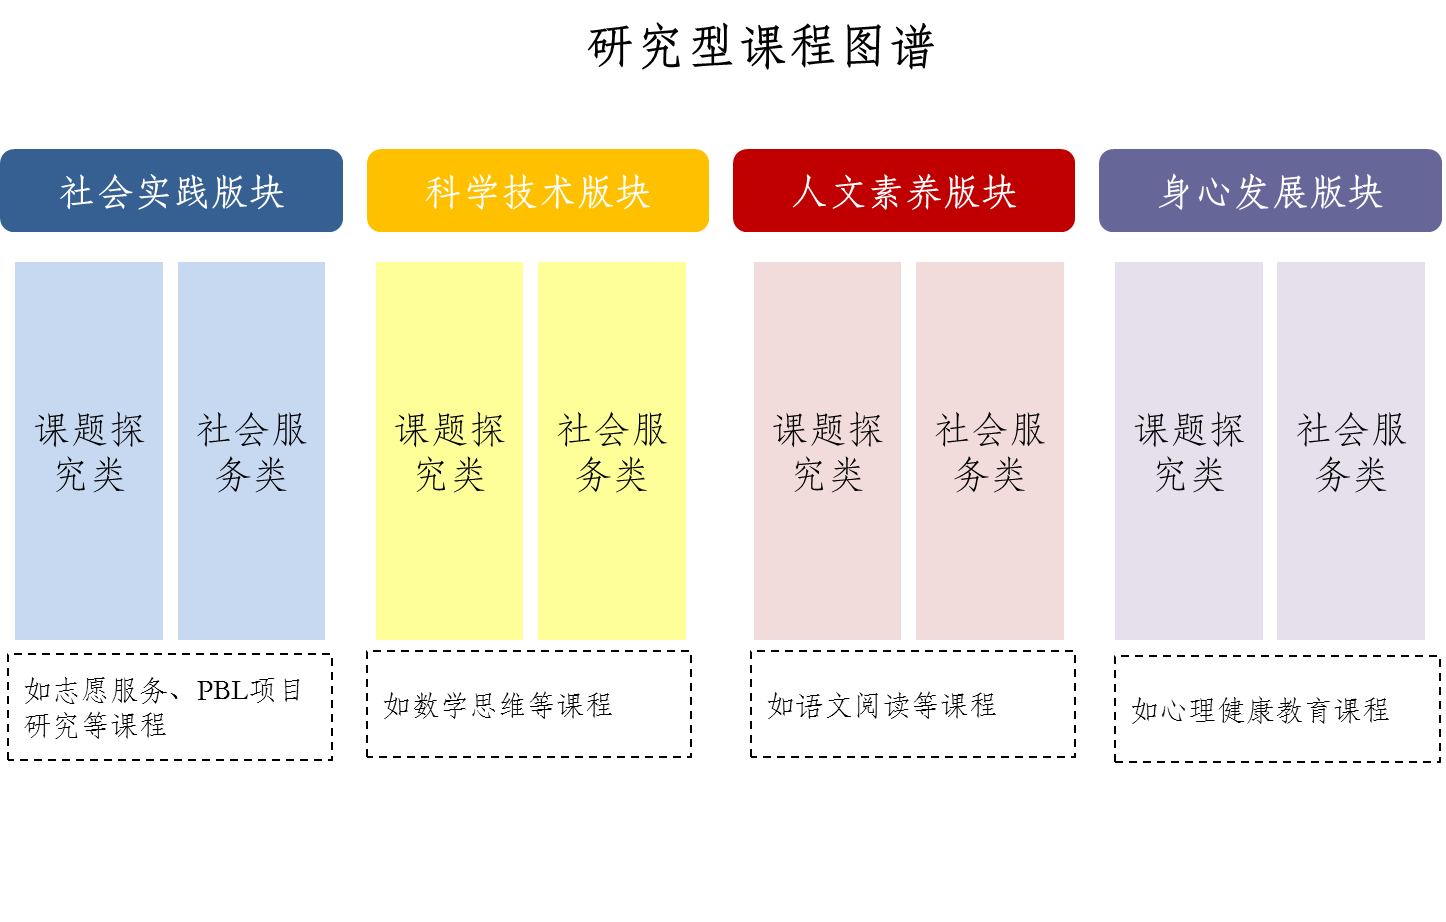 研究型课程图谱
社会实践版块
科学技术版块
人文素养版块
身心发展版块
课题探
究类
社会服
务类
课题探
究类
社会服
务类
课题探
究类
社会服
务类
课题探
究类
社会服
务类
如志愿服务、PBL项目
研究等课程
如数学思维等课程
如语文阅读等课程
如心理健康教育课程